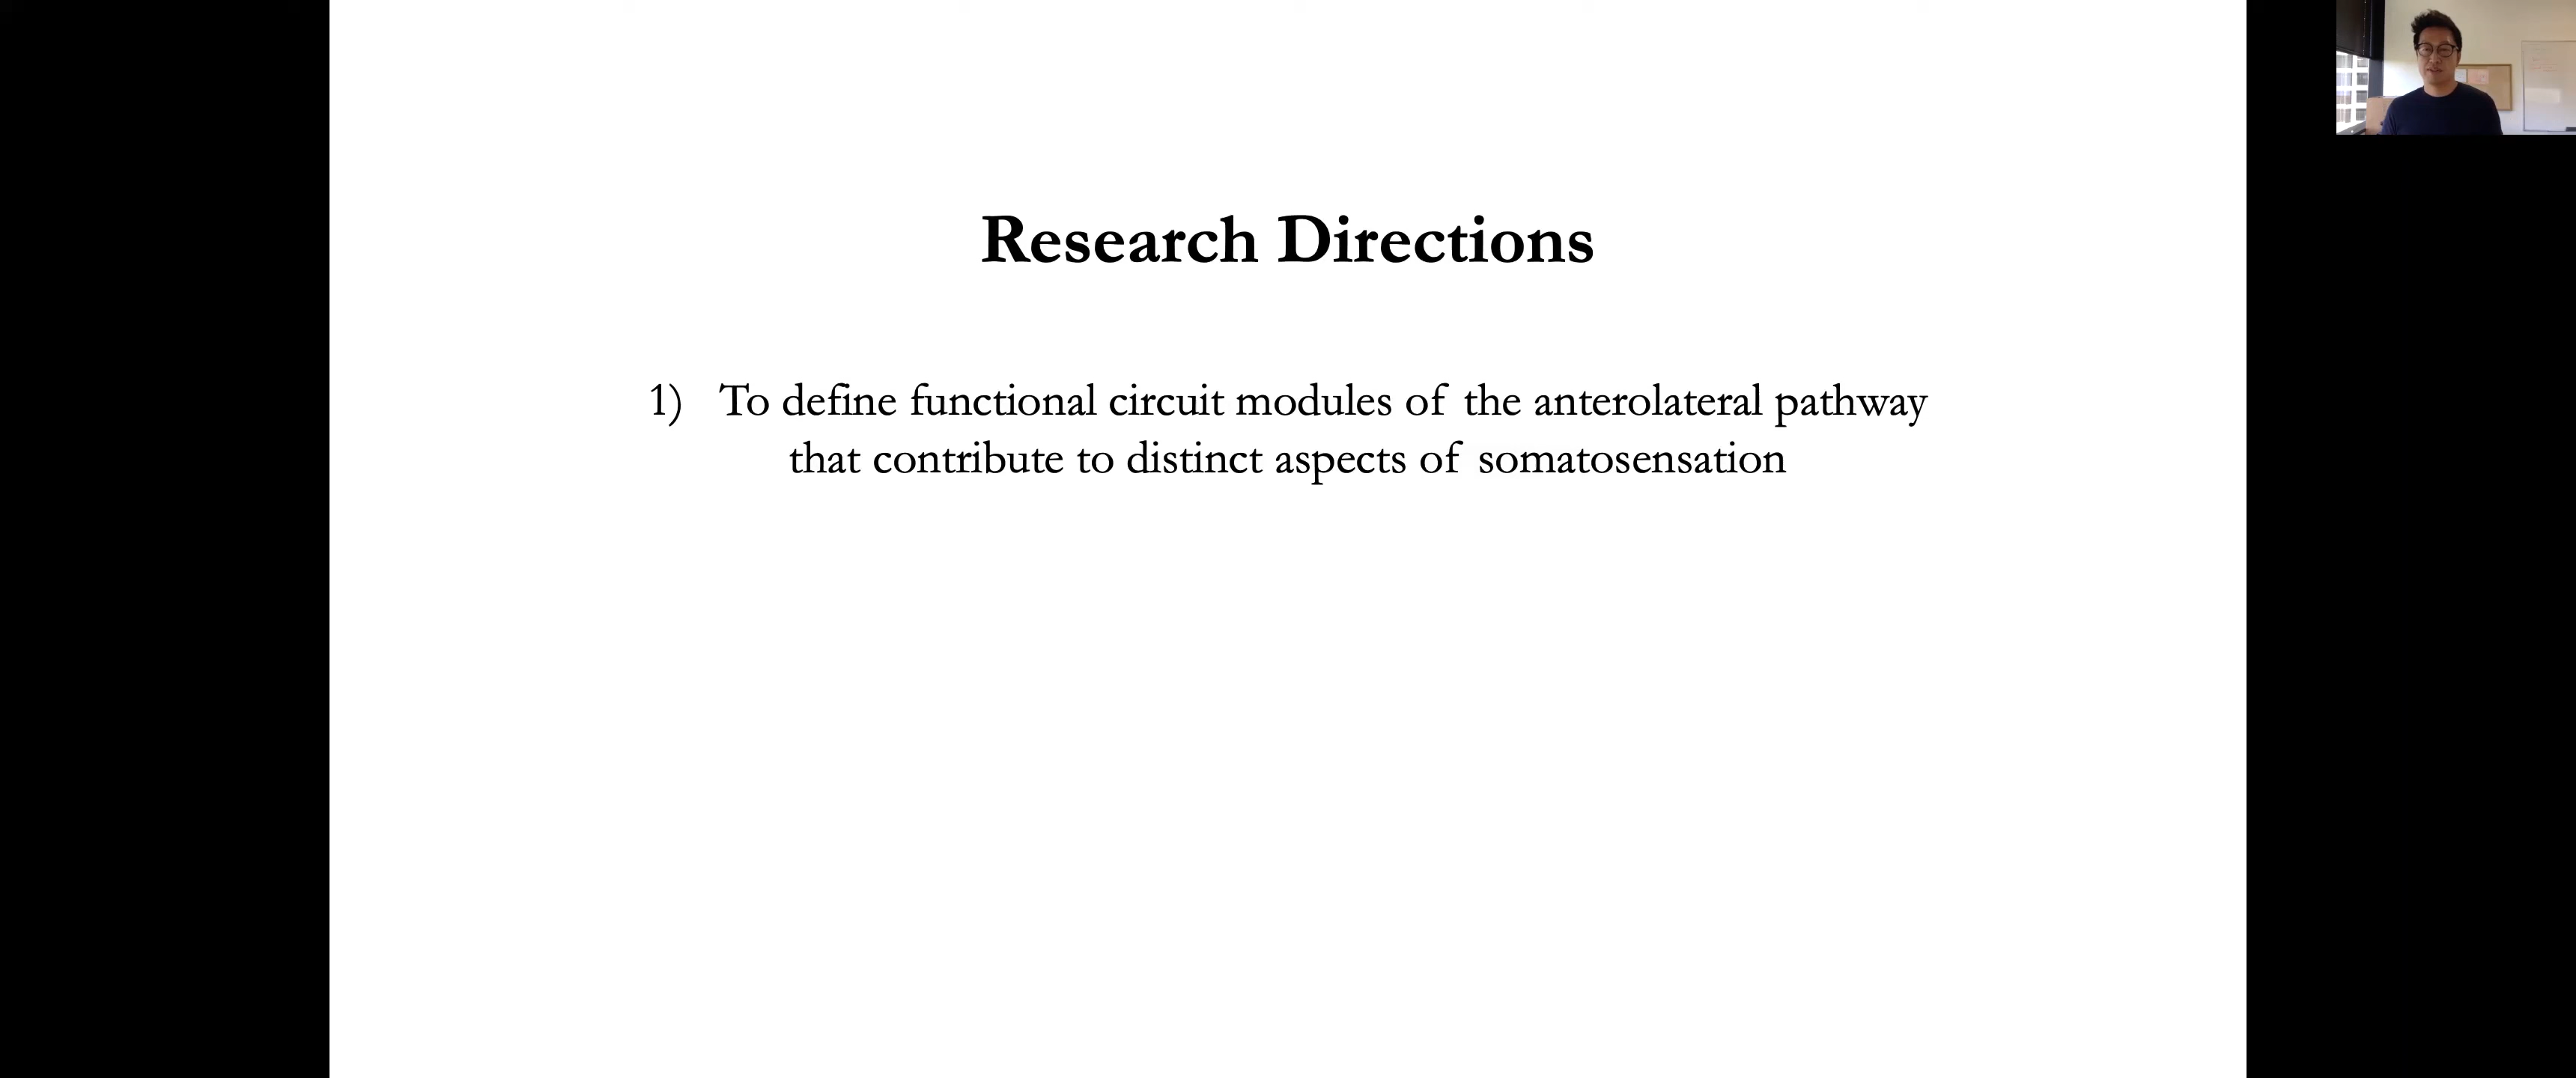 Research Directions
1) To define functional circuit modules of the anterolateral pathway
that contribute to distinct aspects of somatosensation